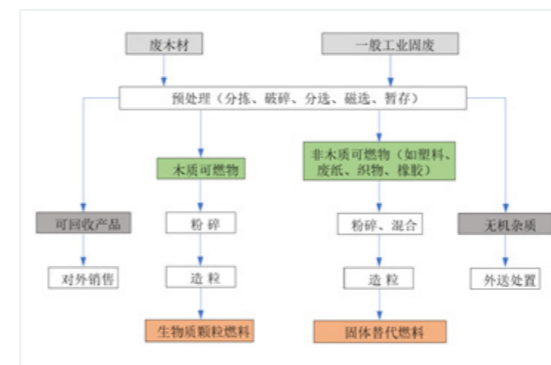 废木材
一般工业固废
预处理（分拣、破碎、分选、磁选、暂存）
木质可燃物
非木质可燃物（如塑料、
废纸、织物、橡胶）
可回收产品
粉碎
粉碎、混合
无机杂质
对外销售
造粒
造粒
外送处置
生物质颗粒燃料
固体替代燃料